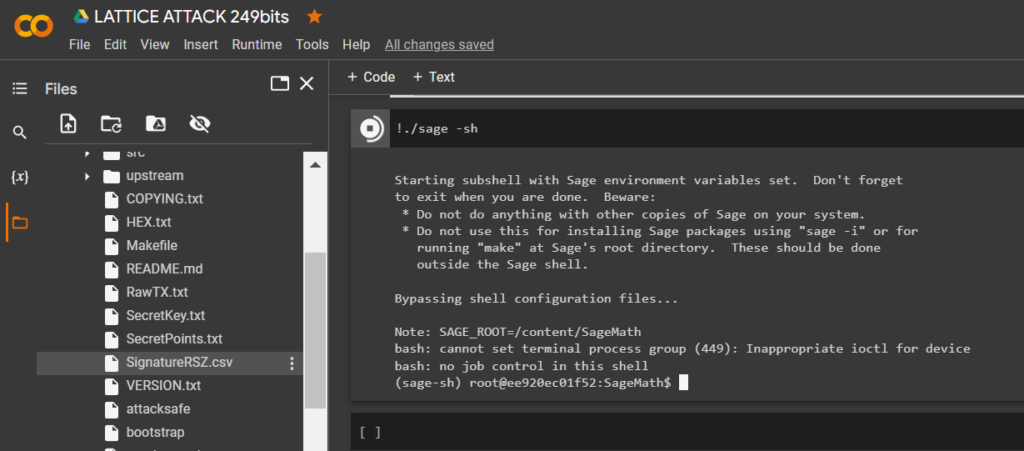 LATTICE ATTACK 249bits
File Edit View Insert Runtime Tools Help All changes saved
Files
+ Code + Text
{x}
src
upstream
COPYING.txt
HEX.txt
Makefile
README.md
RawTX.txt
SecretKey.txt
SecretPoints.txt
SignatureRSZ.csv
VERSION.txt
attacksafe
bootstrap
!./sage -sh
Starting subshell with Sage environment variables set.  Don't forget
to exit when you are done.  Beware:
* Do not do anything with other copies of Sage on your system.
* Do not use this for installing Sage packages using "sage -i" or for
running "make" at Sage's root directory.  These should be done
outside the Sage shell.
Bypassing shell configuration files...
Note: SAGE_ROOT=/content/SageMath
bash: cannot set terminal process group (449): Inappropriate ioctl for device
bash: no job control in this shell
(sage-sh) root@ee920ec01f52:SageMath$
[ ]